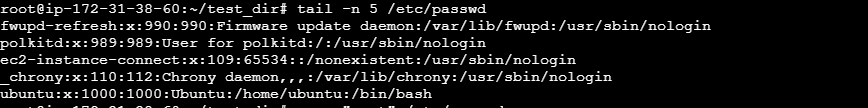 root@ip-172-31-38-60:~/test_dir# tail -n 5 /etc/passwd
fwupd-refresh:x:990:990:Firmware update daemon:/var/lib/fwupd:/usr/sbin/nologin
polkitd:x:989:989:User for polkitd:/:/usr/sbin/nologin
ec2-instance-connect:x:109:65534::/nonexistent:/usr/sbin/nologin
_chrony:x:110:112:Chrony daemon,,,:/var/lib/chrony:/usr/sbin/nologin
ubuntu:x:1000:1000:Ubuntu:/home/ubuntu:/bin/bash